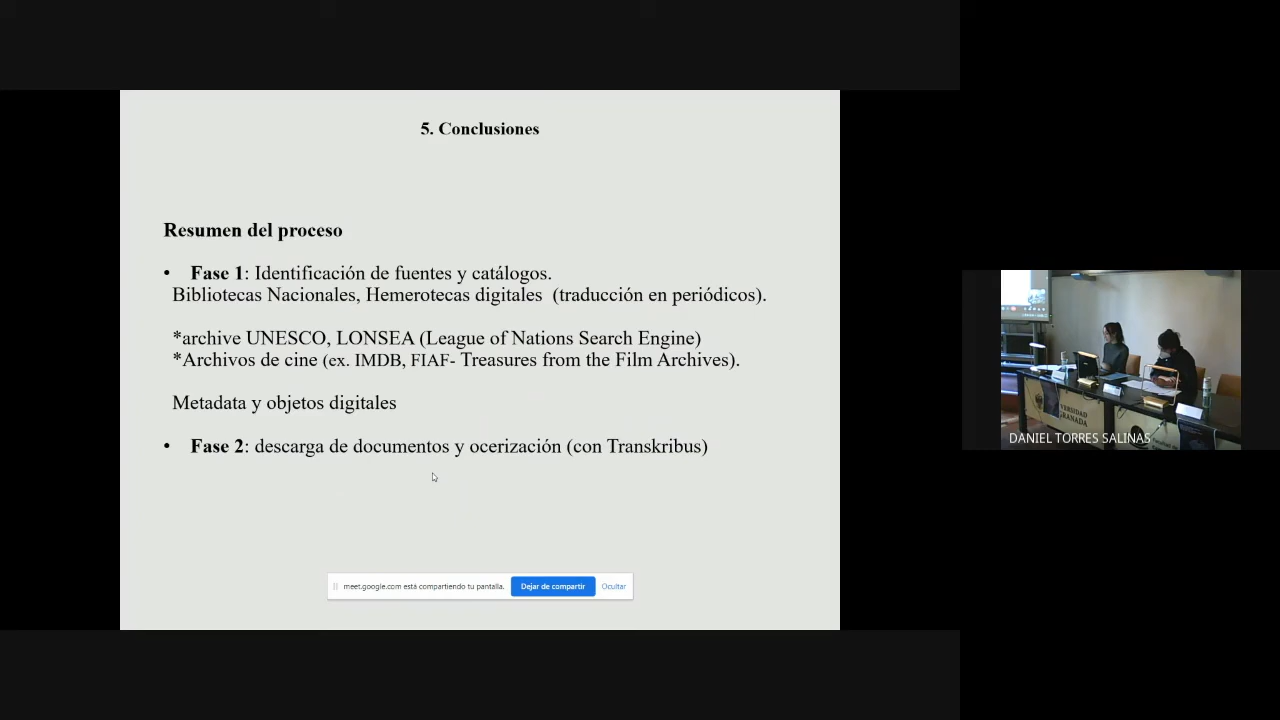 5. Conclusiones
Resumen del proceso
• Fase 1: Identificación de fuentes y catálogos.
Bibliotecas Nacionales, Hemerotecas digitales (traducción en periódicos).
*archive UNESCO, LONSEA (League of Nations Search Engine)
*Archivos de cine (ex. IMDB, FIAF- Treasures from the Film Archives).
Metadata y objetos digitales
• Fase 2: descarga de documentos y ocerización (con Transkribus)
meet.google.com está compartiendo tu pantalla. Dejar de compartir Ocultar
DANIEL TORRES SALINAS